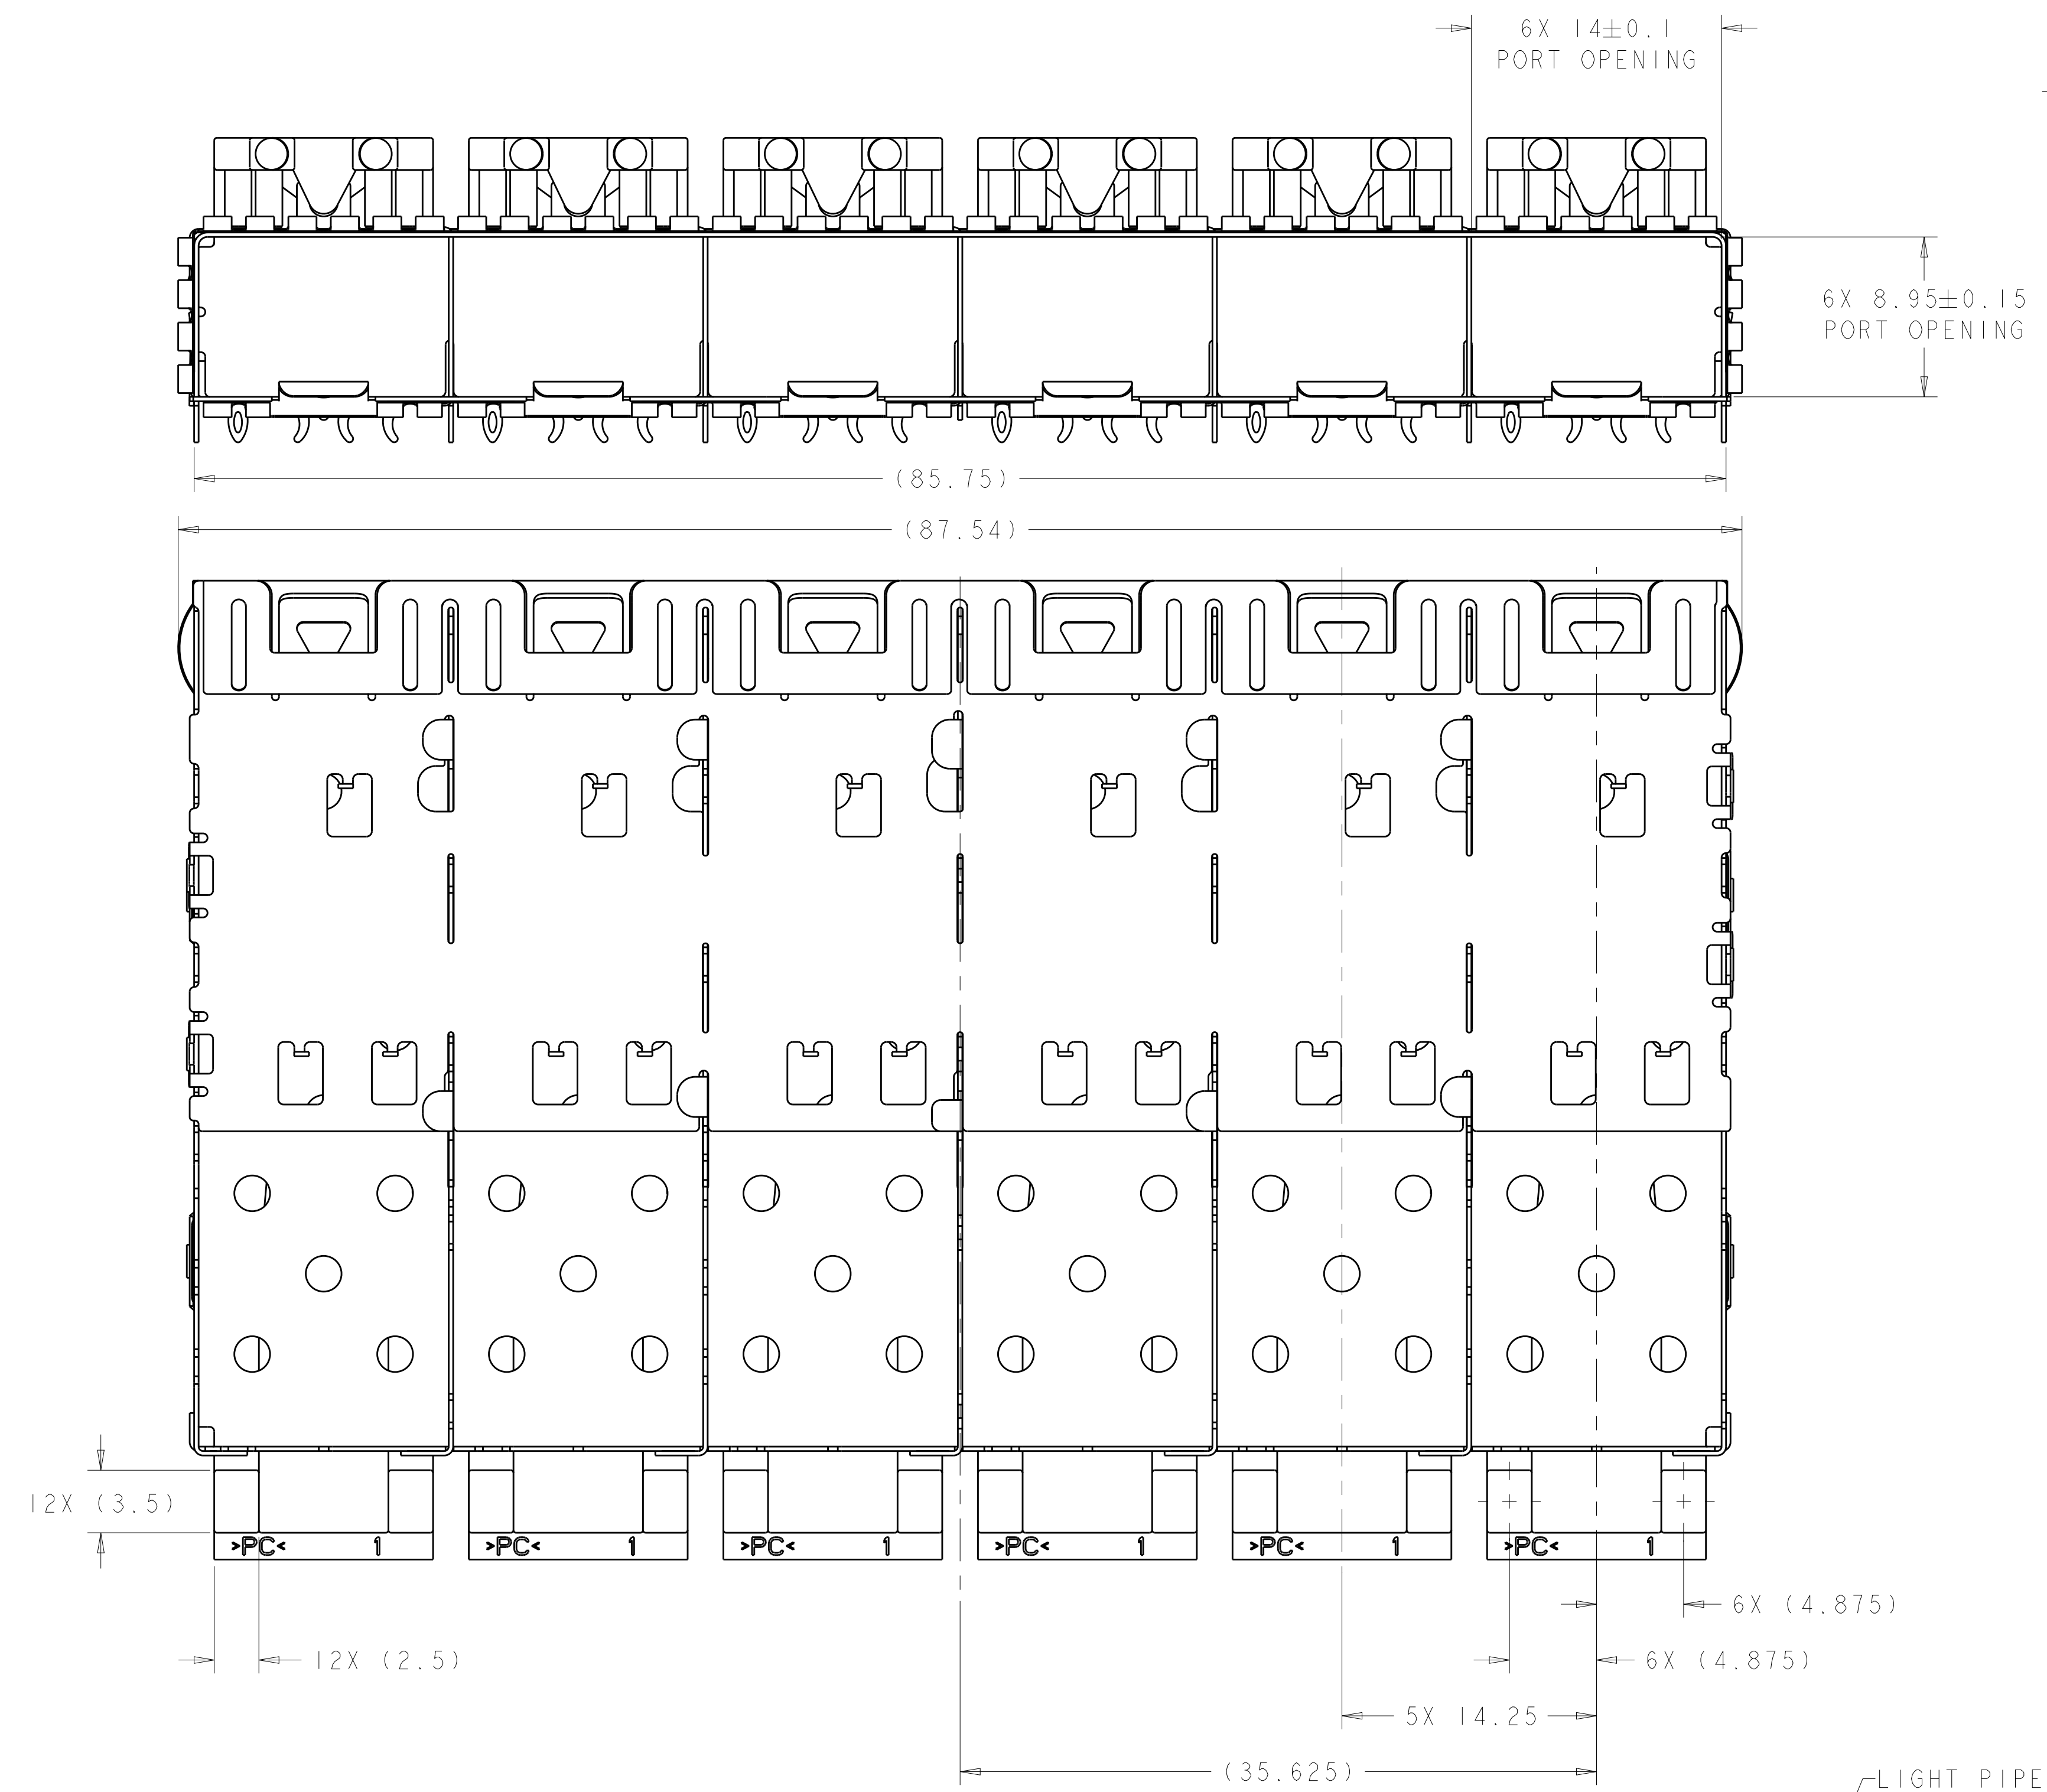 6X 14±0.1
PORT OPENING
6X 8.95±0.15
PORT OPENING
(85.75)
(87.54)
12X (3.5)
>PC< 1
>PC< 1
>PC< 1
>PC< 1
>PC< 1
>PC< 1
6X (4.875)
12X (2.5)
6X (4.875)
5X 14.25
(35.625)
LIGHT PIPE